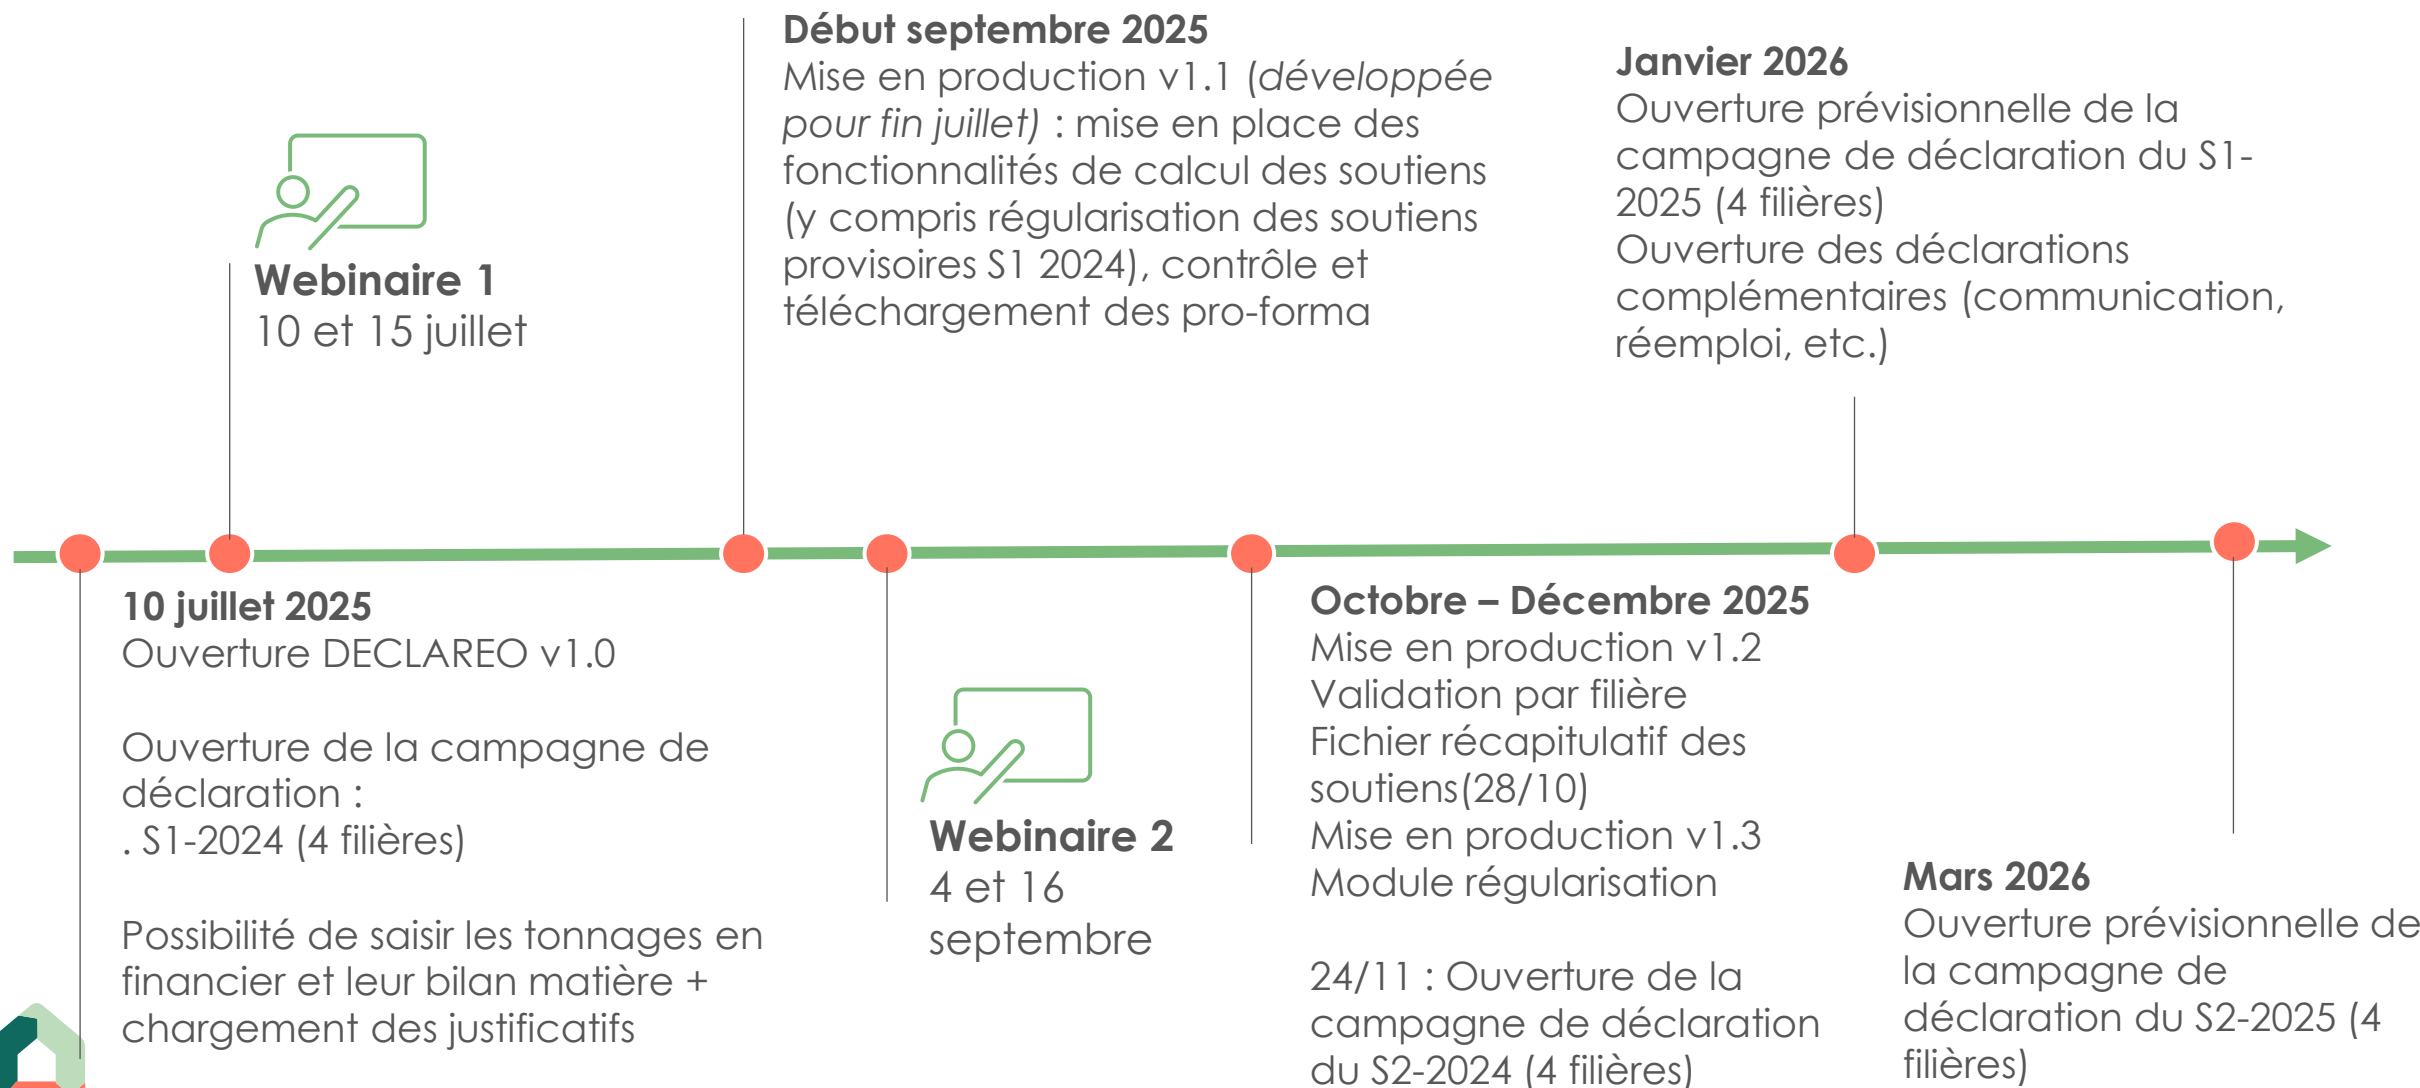 Début septembre 2025
Mise en production v1.1 (développée
pour fin juillet) : mise en place des
fonctionnalités de calcul des soutiens
(y compris régularisation des soutiens
provisoires S1 2024), contrôle et
téléchargement des pro-forma
Janvier 2026
Ouverture prévisionnelle de la
campagne de déclaration du S1-
2025 (4 filières)
Ouverture des déclarations
complémentaires (communication,
réemploi, etc.)
Webinaire 1
10 et 15 juillet
10 juillet 2025
Ouverture DECLAREO v1.0
Ouverture de la campagne de
déclaration :
. S1-2024 (4 filières)
Possibilité de saisir les tonnages en
financier et leur bilan matière +
chargement des justificatifs
Webinaire 2
4 et 16
septembre
Octobre – Décembre 2025
Mise en production v1.2
Validation par filière
Fichier récapitulatif des
soutiens(28/10)
Mise en production v1.3
Module régularisation
24/11 : Ouverture de la
campagne de déclaration
du S2-2024 (4 filières)
Mars 2026
Ouverture prévisionnelle de
la campagne de
déclaration du S2-2025 (4
filières)